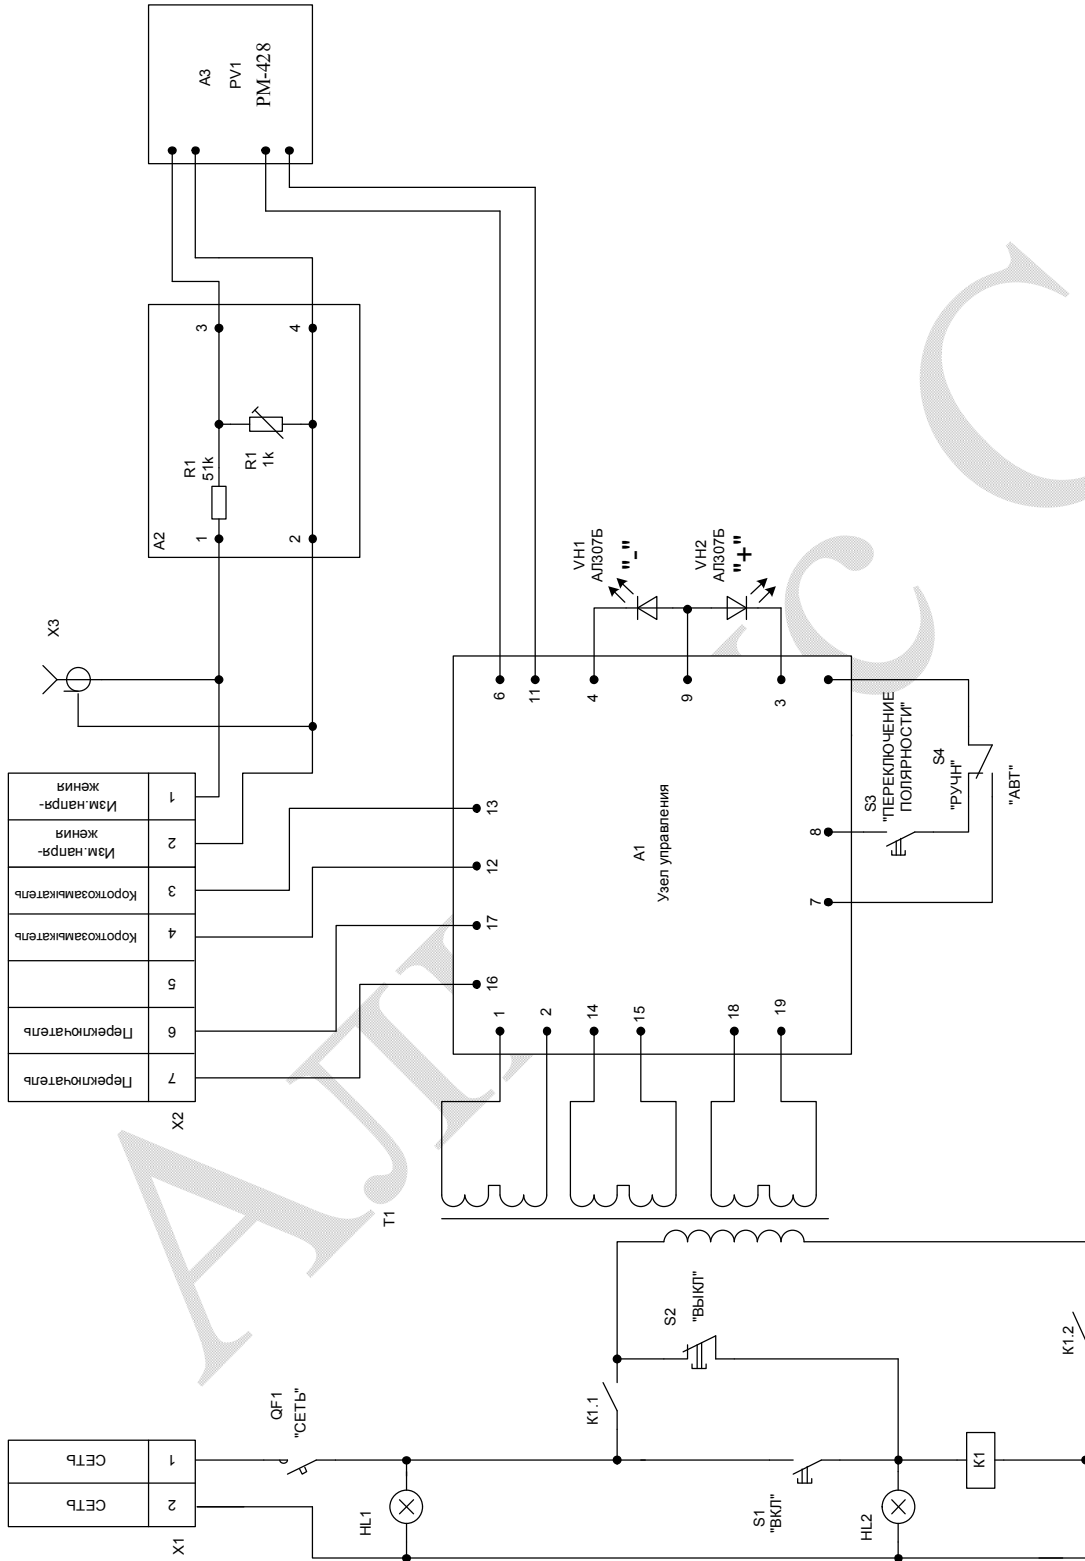 А3
PV1
PM-428
А2
R1
51k
R1
1k
1
2
3
4
X3
Изм.напря-
жения
1
Изм.напря-
жения
2
Короткозамыкатель
3
Короткозамыкатель
4
5
Переключатель
6
Переключатель
7
X2
VH1
АЛ307Б
"-"
VH2
АЛ307Б
"+"
6
11
4
9
3
13
12
17
16
1
2
14
15
18
19
8
7
А1
Узел управления
S3
"ПЕРЕКЛЮЧЕНИЕ
ПОЛЯРНОСТИ"
S4
"РУЧН"
"АВТ"
T1
S2
"ВЫКЛ"
K1.1
K1.2
QF1
"СЕТЬ"
СЕТЬ
1
СЕТЬ
2
X1
HL1
S1
"ВКЛ"
HL2
K1